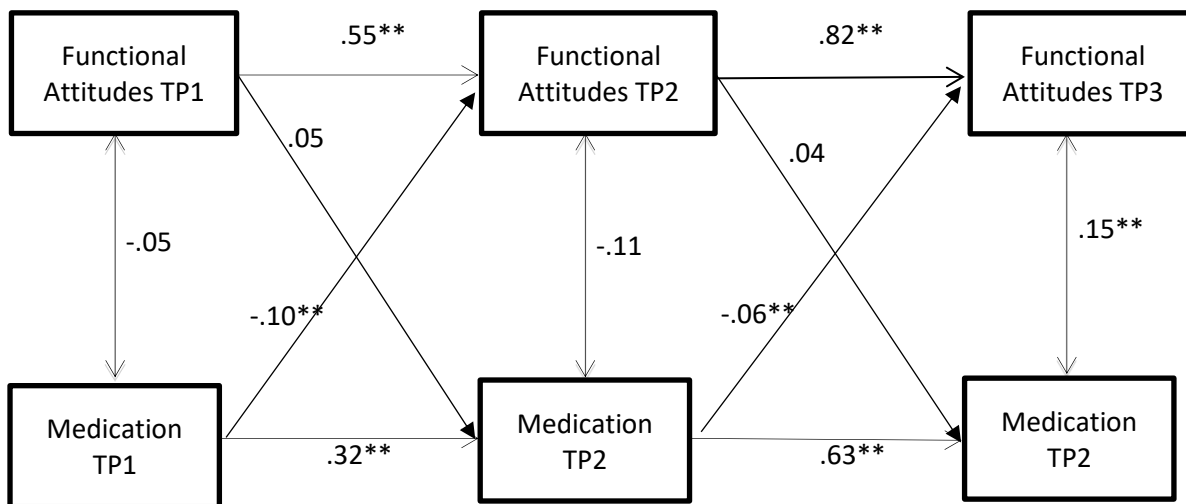 .55**
.82**
Functional
Attitudes TP1
Functional
Attitudes TP2
Functional
Attitudes TP3
.05
.04
-.05
-.11
.15**
-.10**
-.06**
Medication
TP1
Medication
TP2
Medication
TP2
.32**
.63**